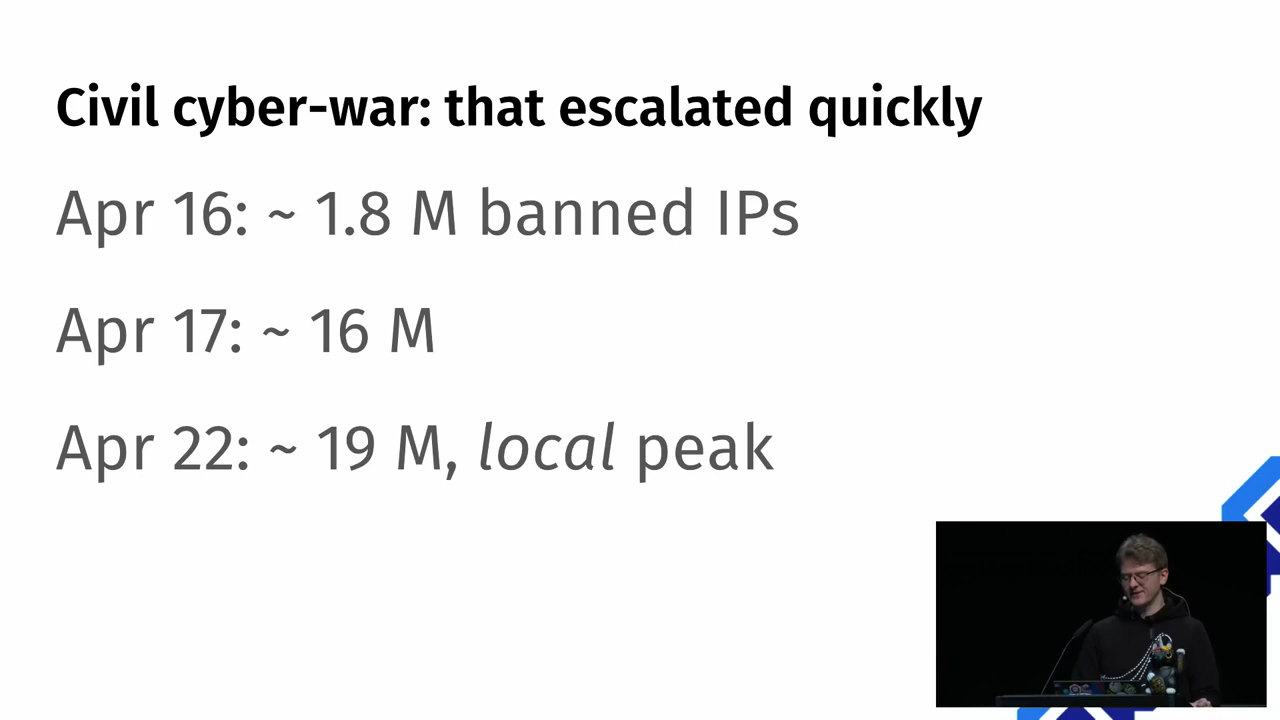 Civil cyber-war: that escalated quickly
Apr 16: ~ 1.8 M banned IPs
Apr 17: ~ 16 M
Apr 22: ~ 19 M, local peak